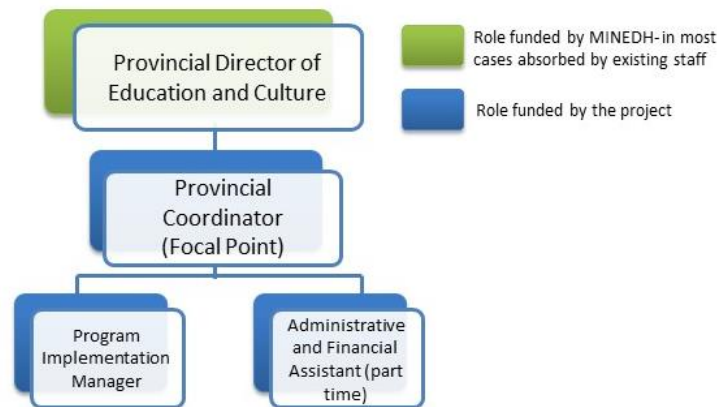 Provincial Director of
Education and Culture
Role funded by MINEDH-in most
cases absorbed by existing staff
Role funded by the project
Provincial
Coordinator
(Focal Point)
Program
Implementation
Manager
Administrative
and Financial
Assistant (part
time)